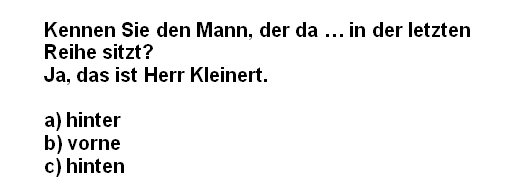 Kennen Sie den Mann, der da … in der letzten
Reihe sitzt?
Ja, das ist Herr Kleinert.
a) hinter
b) vorne
c) hinten